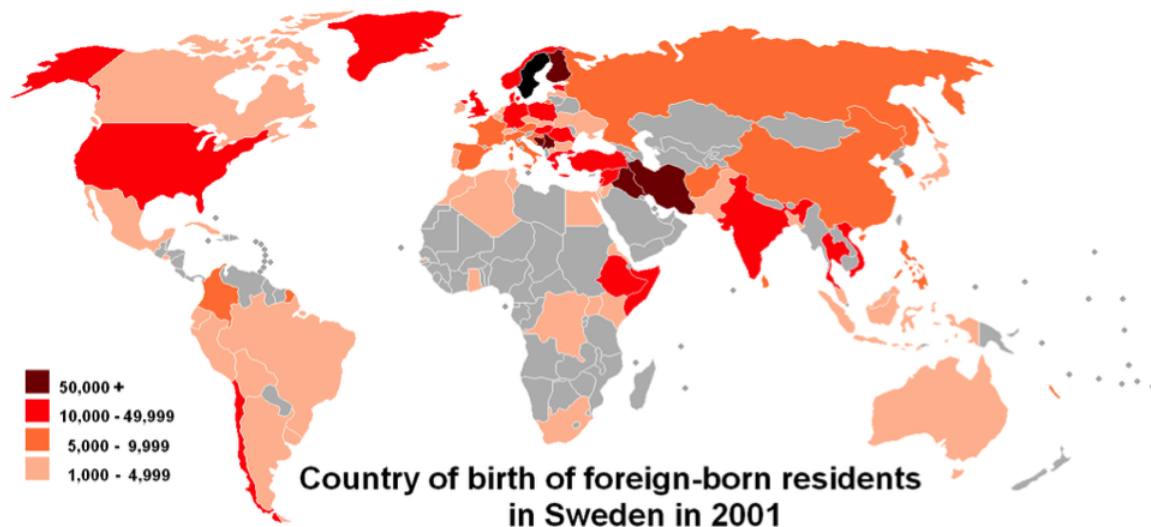 50,000 +
10,000 - 49,999
5,000 - 9,999
1,000 - 4,999
Country of birth of foreign-born residents
in Sweden in 2001